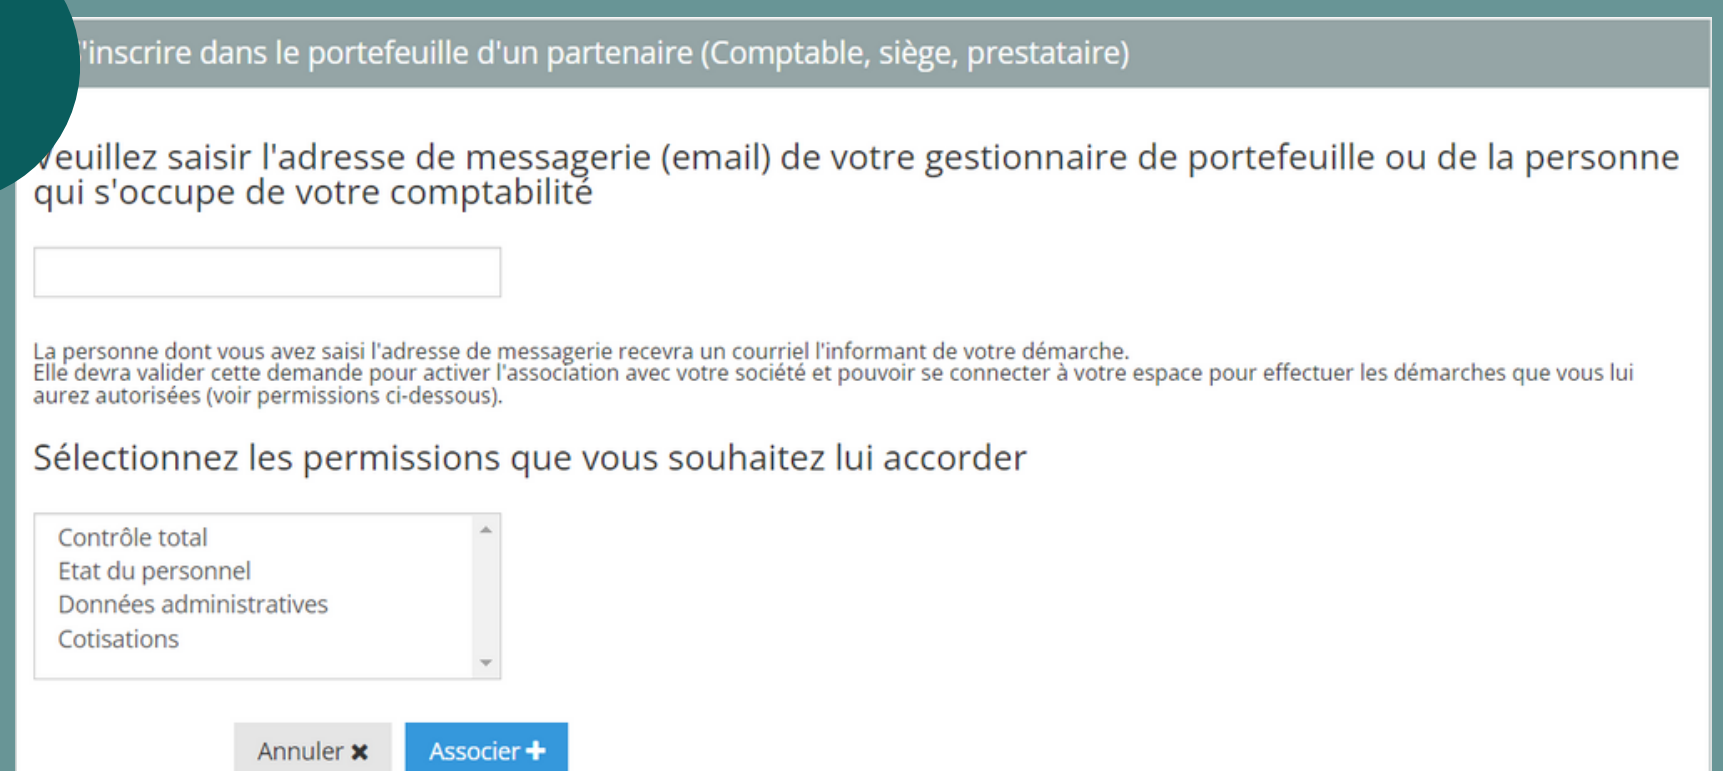 'inscrire dans le portefeuille d'un partenaire (Comptable, siège, prestataire)
Veuillez saisir l'adresse de messagerie (email) de votre gestionnaire de portefeuille ou de la personne
qui s'occupe de votre comptabilité
La personne dont vous avez saisi l'adresse de messagerie recevra un courriel l'informant de votre démarche.
Elle devra valider cette demande pour activer l'association avec votre société et pouvoir se connecter à votre espace pour effectuer les démarches que vous lui
aurez autorisées (voir permissions ci-dessous).
Sélectionnez les permissions que vous souhaitez lui accorder
Contrôle total
Etat du personnel
Données administratives
Cotisations
Annuler ✖
Associer ✚